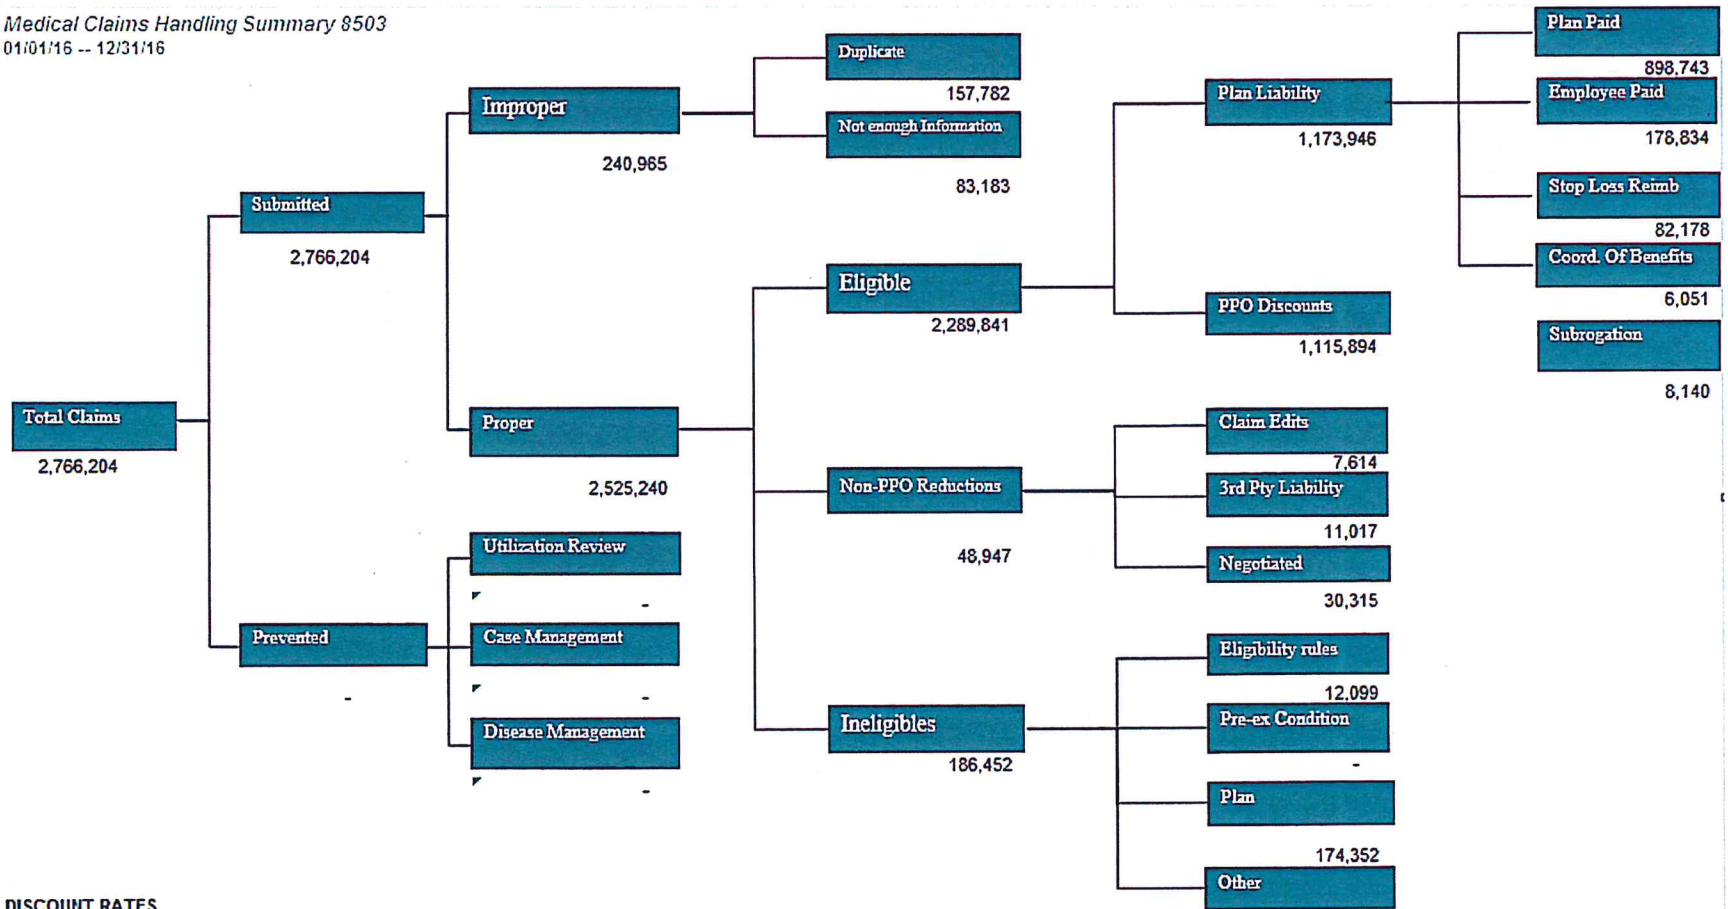 Medical Claims Handling Summary 8503
01/01/16 -- 12/31/16
Total Claims
2,766,204
Submitted
2,766,204
Prevented
-
Improper
240,965
Proper
2,525,240
Utilization Review
-
Case Management
-
Disease Management
-
Duplicate
157,782
Not enough Information
83,183
Eligible
2,289,841
Non-PPO Reductions
48,947
Ineligibles
186,452
Plan Liability
1,173,946
PPO Discounts
1,115,894
Claim Edits
7,614
3rd Pty Liability
11,017
Negotiated
30,315
Eligibility rules
12,099
Pre-ex Condition
-
Plan
174,352
Other
Plan Paid
898,743
Employee Paid
178,834
Stop Loss Reimb
82,178
Coord. Of Benefits
6,051
Subrogation
8,140
DISCOUNT RATES